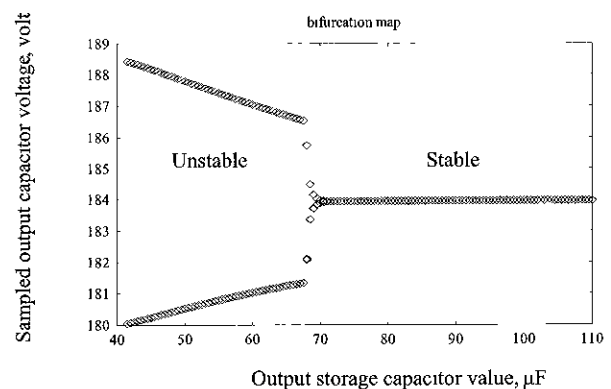 bifurcation map
Sampled output capacitor voltage, volt
189
188
187
186
185
184
183
182
181
180
Unstable
Stable
40 50 60 70 80 90 100 110
Output storage capacitor value, μF